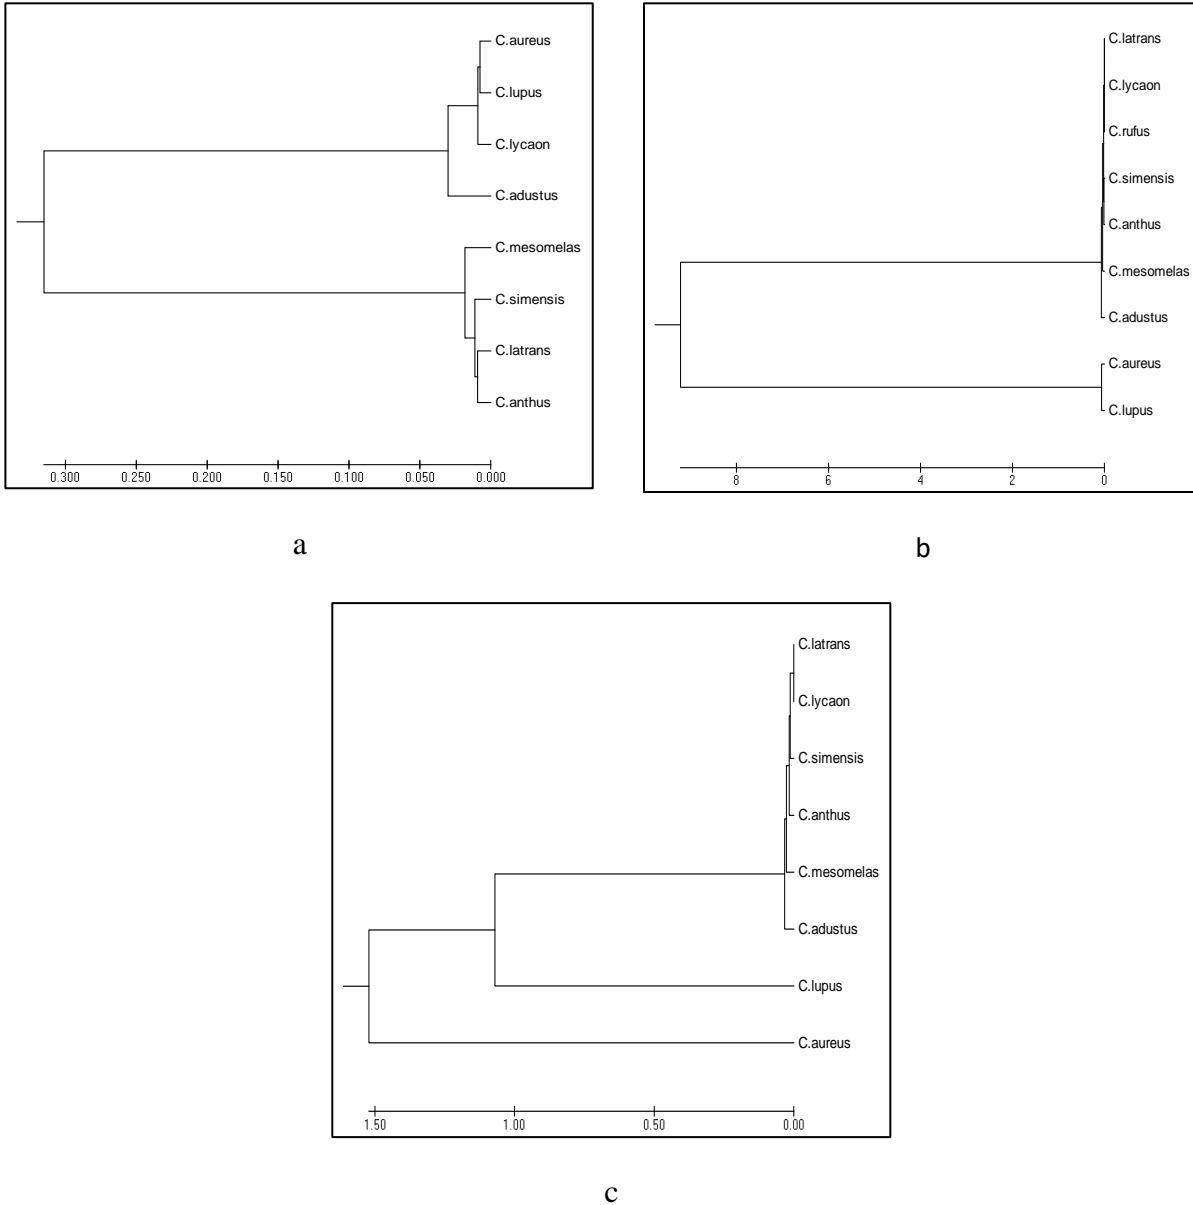 C.aureus
C.lupus
C.lycaon
C.adustus
C.mesomelas
C.simensis
C.latrans
C.anthus
0.300 0.250 0.200 0.150 0.100 0.050 0.000
a
C.latrans
C.lycaon
C.rufus
C.simensis
C.anthus
C.mesomelas
C.adustus
C.aureus
C.lupus
8 6 4 2 0
b
C.latrans
C.lycaon
C.simensis
C.anthus
C.mesomelas
C.adustus
C.lupus
C.aureus
1.50 1.00 0.50 0.00
c